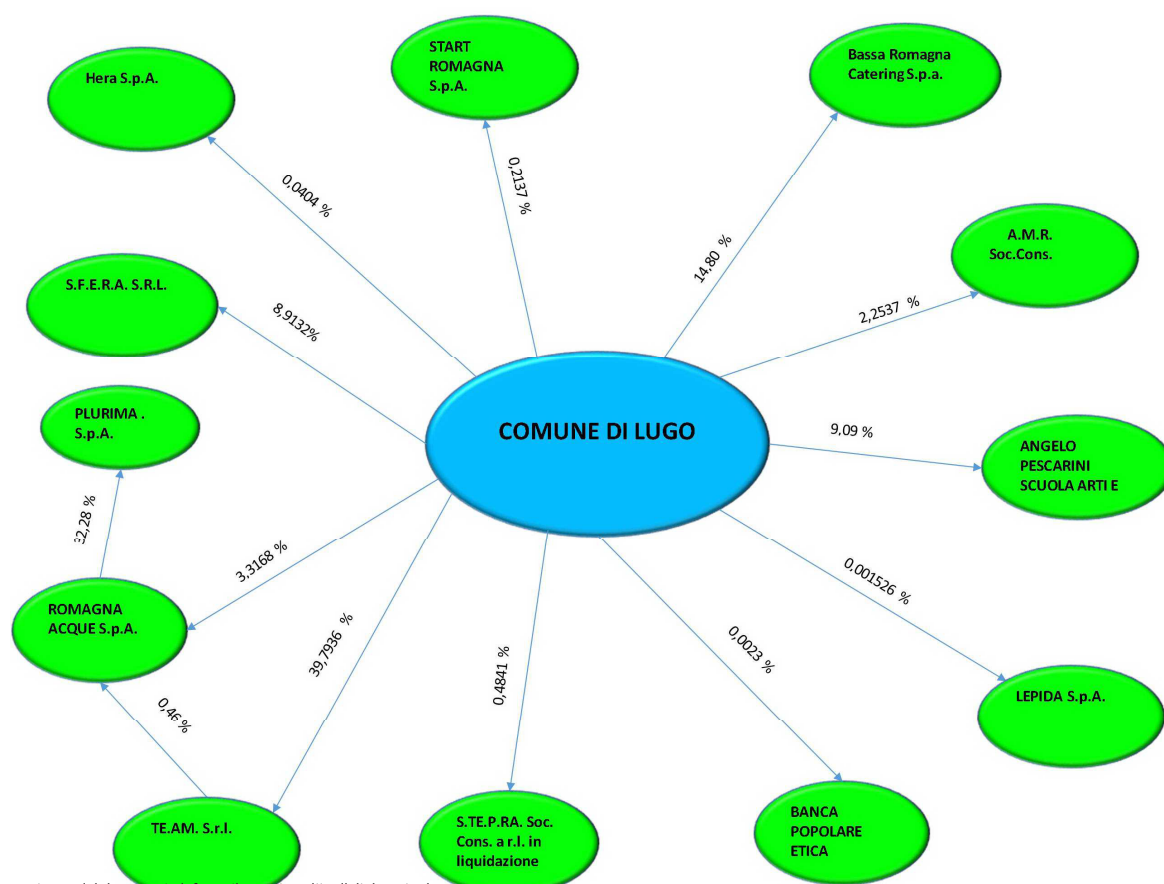 START
ROMAGNA
S.p.A.
Bassa Romagna
Catering S.p.a.
Hera S.p.A.
0,0404 %
0,2137 %
14,80 %
A.M.R.
Soc.Cons.
S.F.E.R.A. S.R.L.
8,9132%
2,2537 %
PLURIMA .
S.p.A.
COMUNE DI LUGO
9,09 %
ANGELO
PESCARINI
SCUOLA ARTI E
32,28 %
3,3168 %
0,001526 %
ROMAGNA
ACQUE S.p.A.
39,7936 %
0,4841 %
0,0023 %
0,46 %
LEPIDA S.p.A.
TE.AM. S.r.l.
S.TE.P.RA. Soc.
Cons. a r.l. in
liquidazione
BANCA
POPOLARE
ETICA